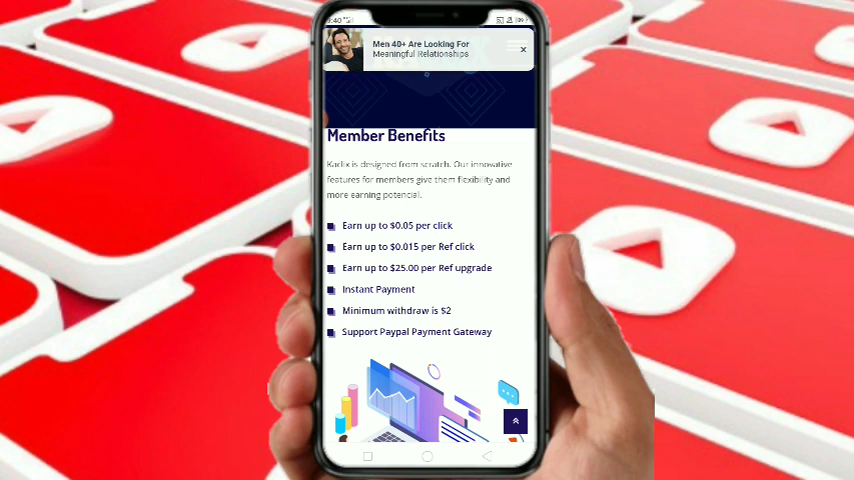 9:40
Men 40+ Are Looking For
Meaningful Relationships
Member Benefits
is designed from scratch. Our innovative
features for members give them flexibility and
more earning potencial.
Earn up to $0.05 per click
Earn up to $0.015 per Ref click
Earn up to $25.00 per Ref upgrade
Instant Payment
Minimum withdraw is $2
Support Paypal Payment Gateway